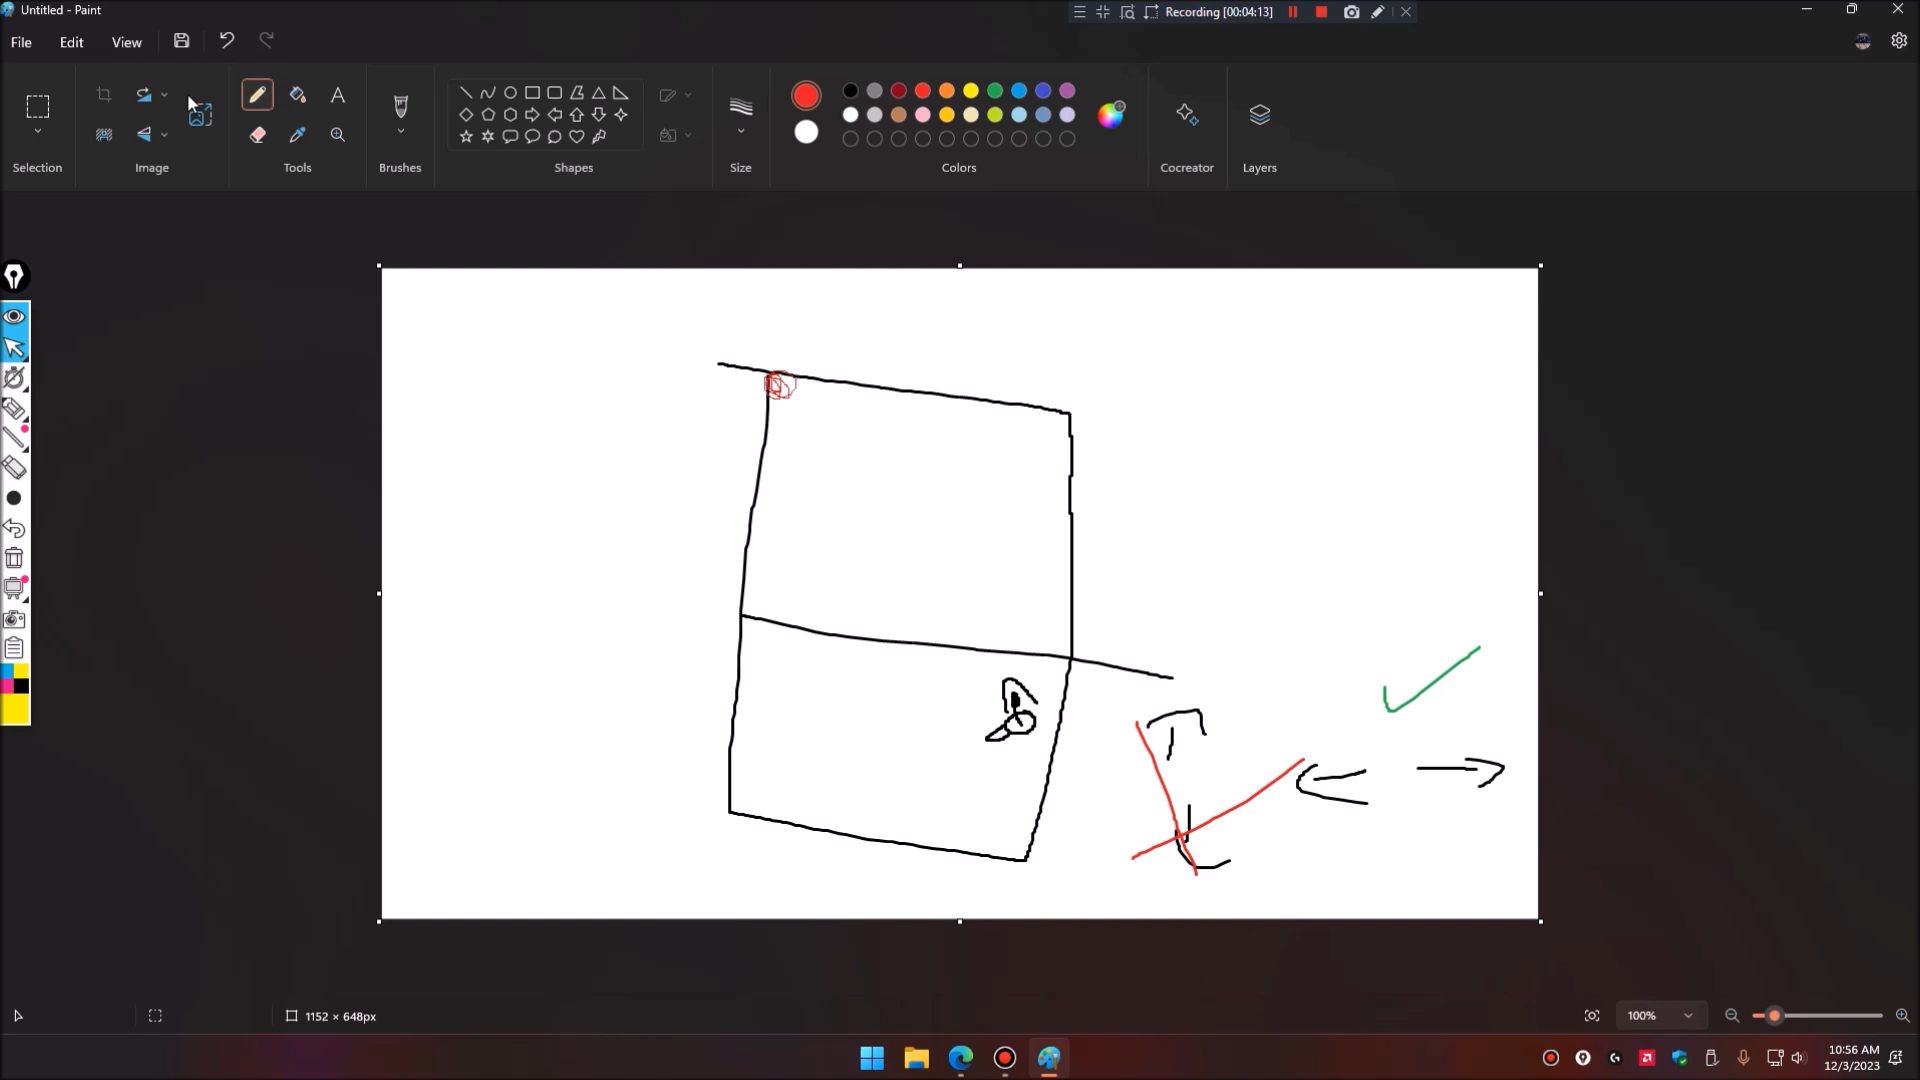 Untitled - Paint
Recording [00:04:13]
File Edit View
Selection Image Tools Brushes Shapes Size Colors Cocreator Layers
1152 × 648px
100%
10:56 AM
12/3/2023